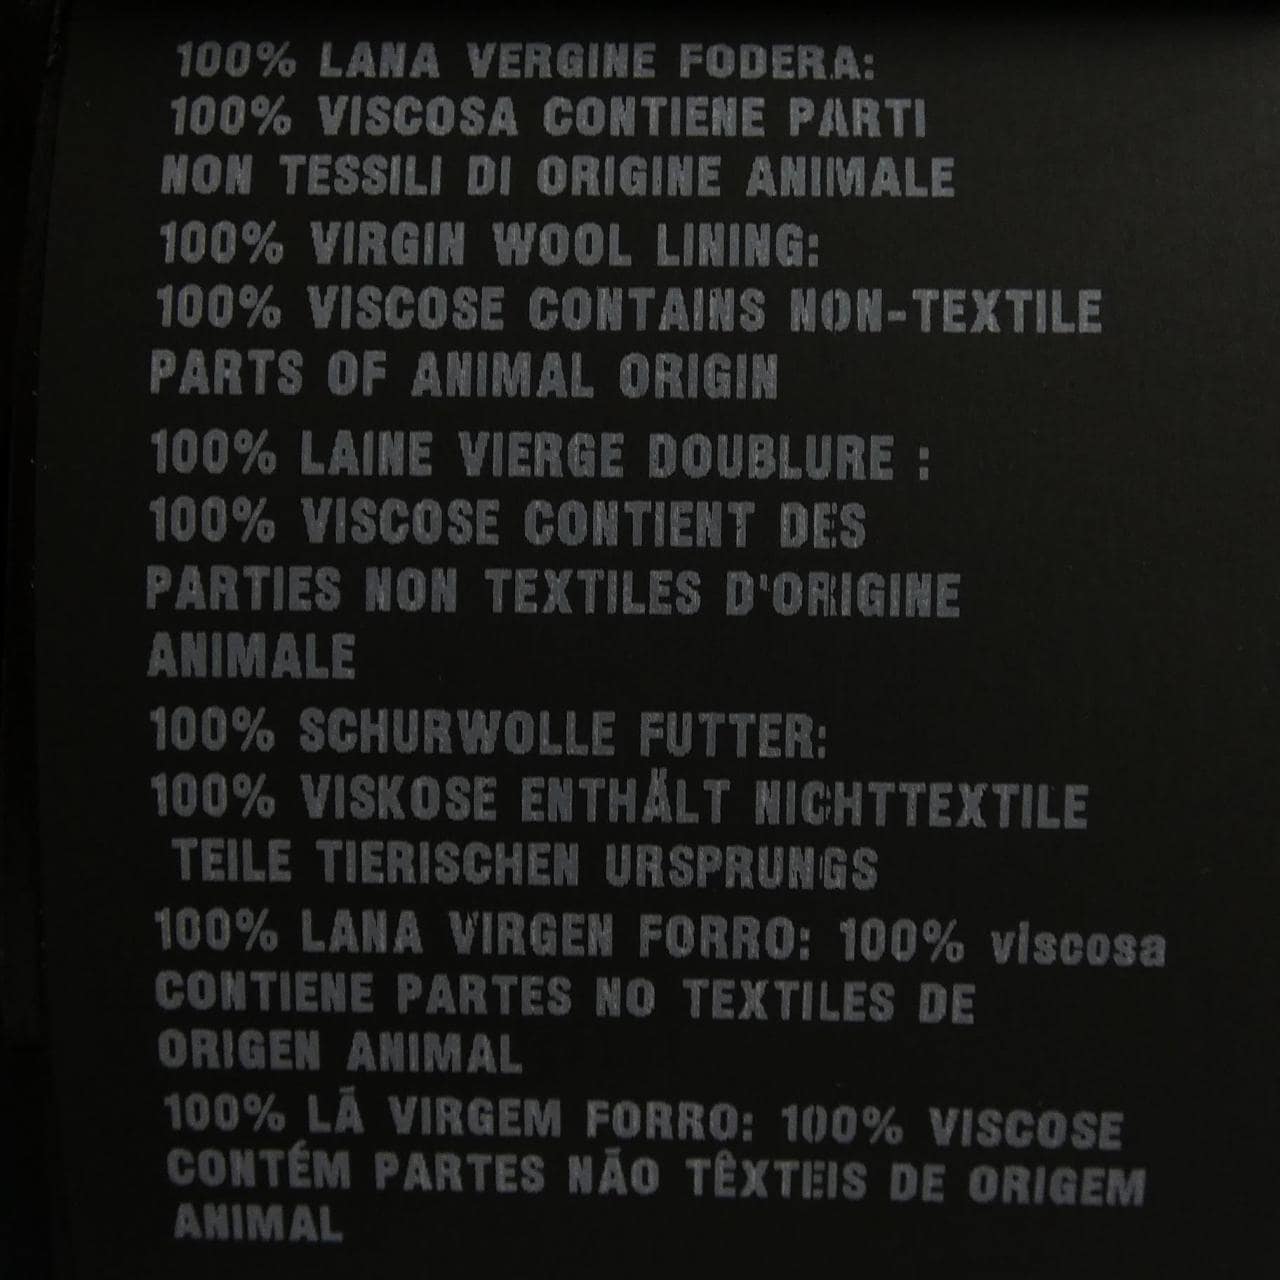 100% LANA VERGINE FODERA:
100% VISCOSA CONTIENE PARTI
NON TESSILI DI ORIGINE ANIMALE
100% VIRGIN WOOL LINING:
100% VISCOSE CONTAINS NON-TEXTILE
PARTS OF ANIMAL ORIGIN
100% LAINE VIERGE DOUBLURE :
100% VISCOSE CONTIENT DES
PARTIES NON TEXTILES D'ORIGINE
ANIMALE
100% SCHURWOLLE FUTTER:
100% VISKOSE ENTHÄLT NICHTTEXTILE
TEILE TIERISCHEN URSPRUNGS
100% LANA VIRGEN FORRO: 100% viscosa
CONTIENE PARTES NO TEXTILES DE
ORIGEN ANIMAL
100% LÃ VIRGEM FORRO: 100% VISCOSE
CONTÉM PARTES NÃO TÊXTEIS DE ORIGEM
ANIMAL